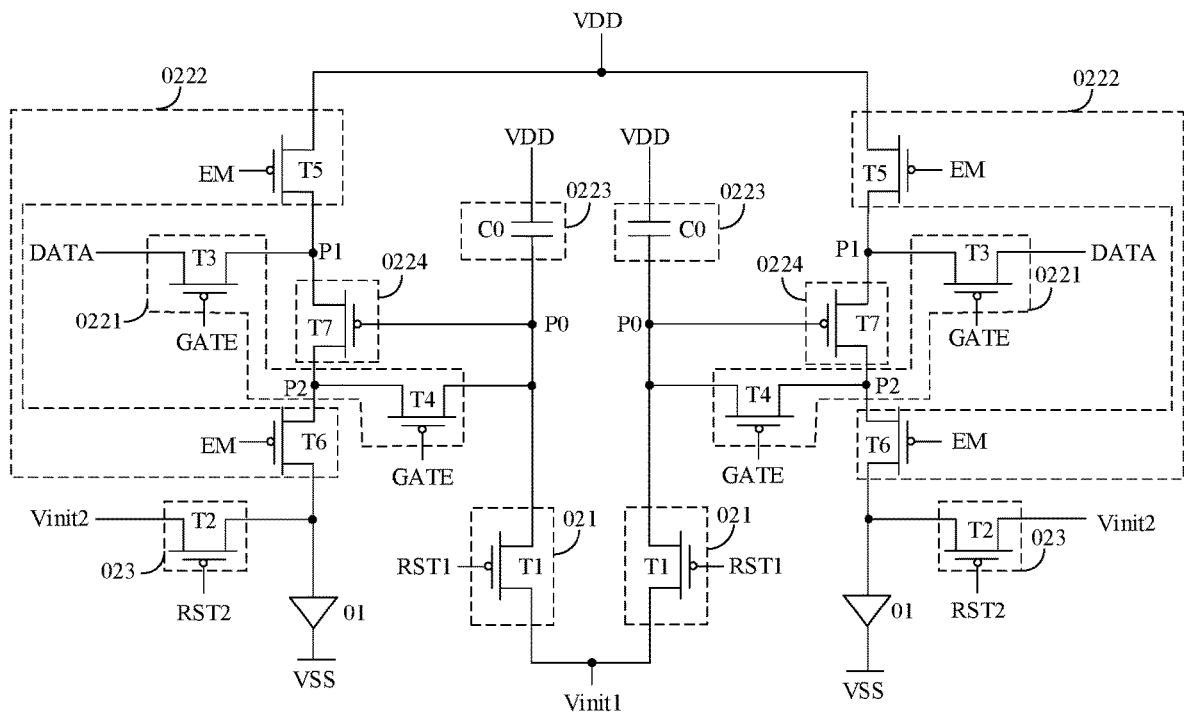 VDD
0222
0222
VDD
VDD
T5
T5
EM
EM
0223
0223
C0
C0
DATA
T3
P1
P1
T3
DATA
0224
0224
0221
0221
T7
P0
P0
T7
GATE
GATE
P2
T4
T4
P2
EM
T6
T6
EM
GATE
GATE
Vinit2
T2
021
021
T2
Vinit2
RST1
T1
T1
RST1
023
023
RST2
01
01
RST2
VSS
Vinit1
VSS